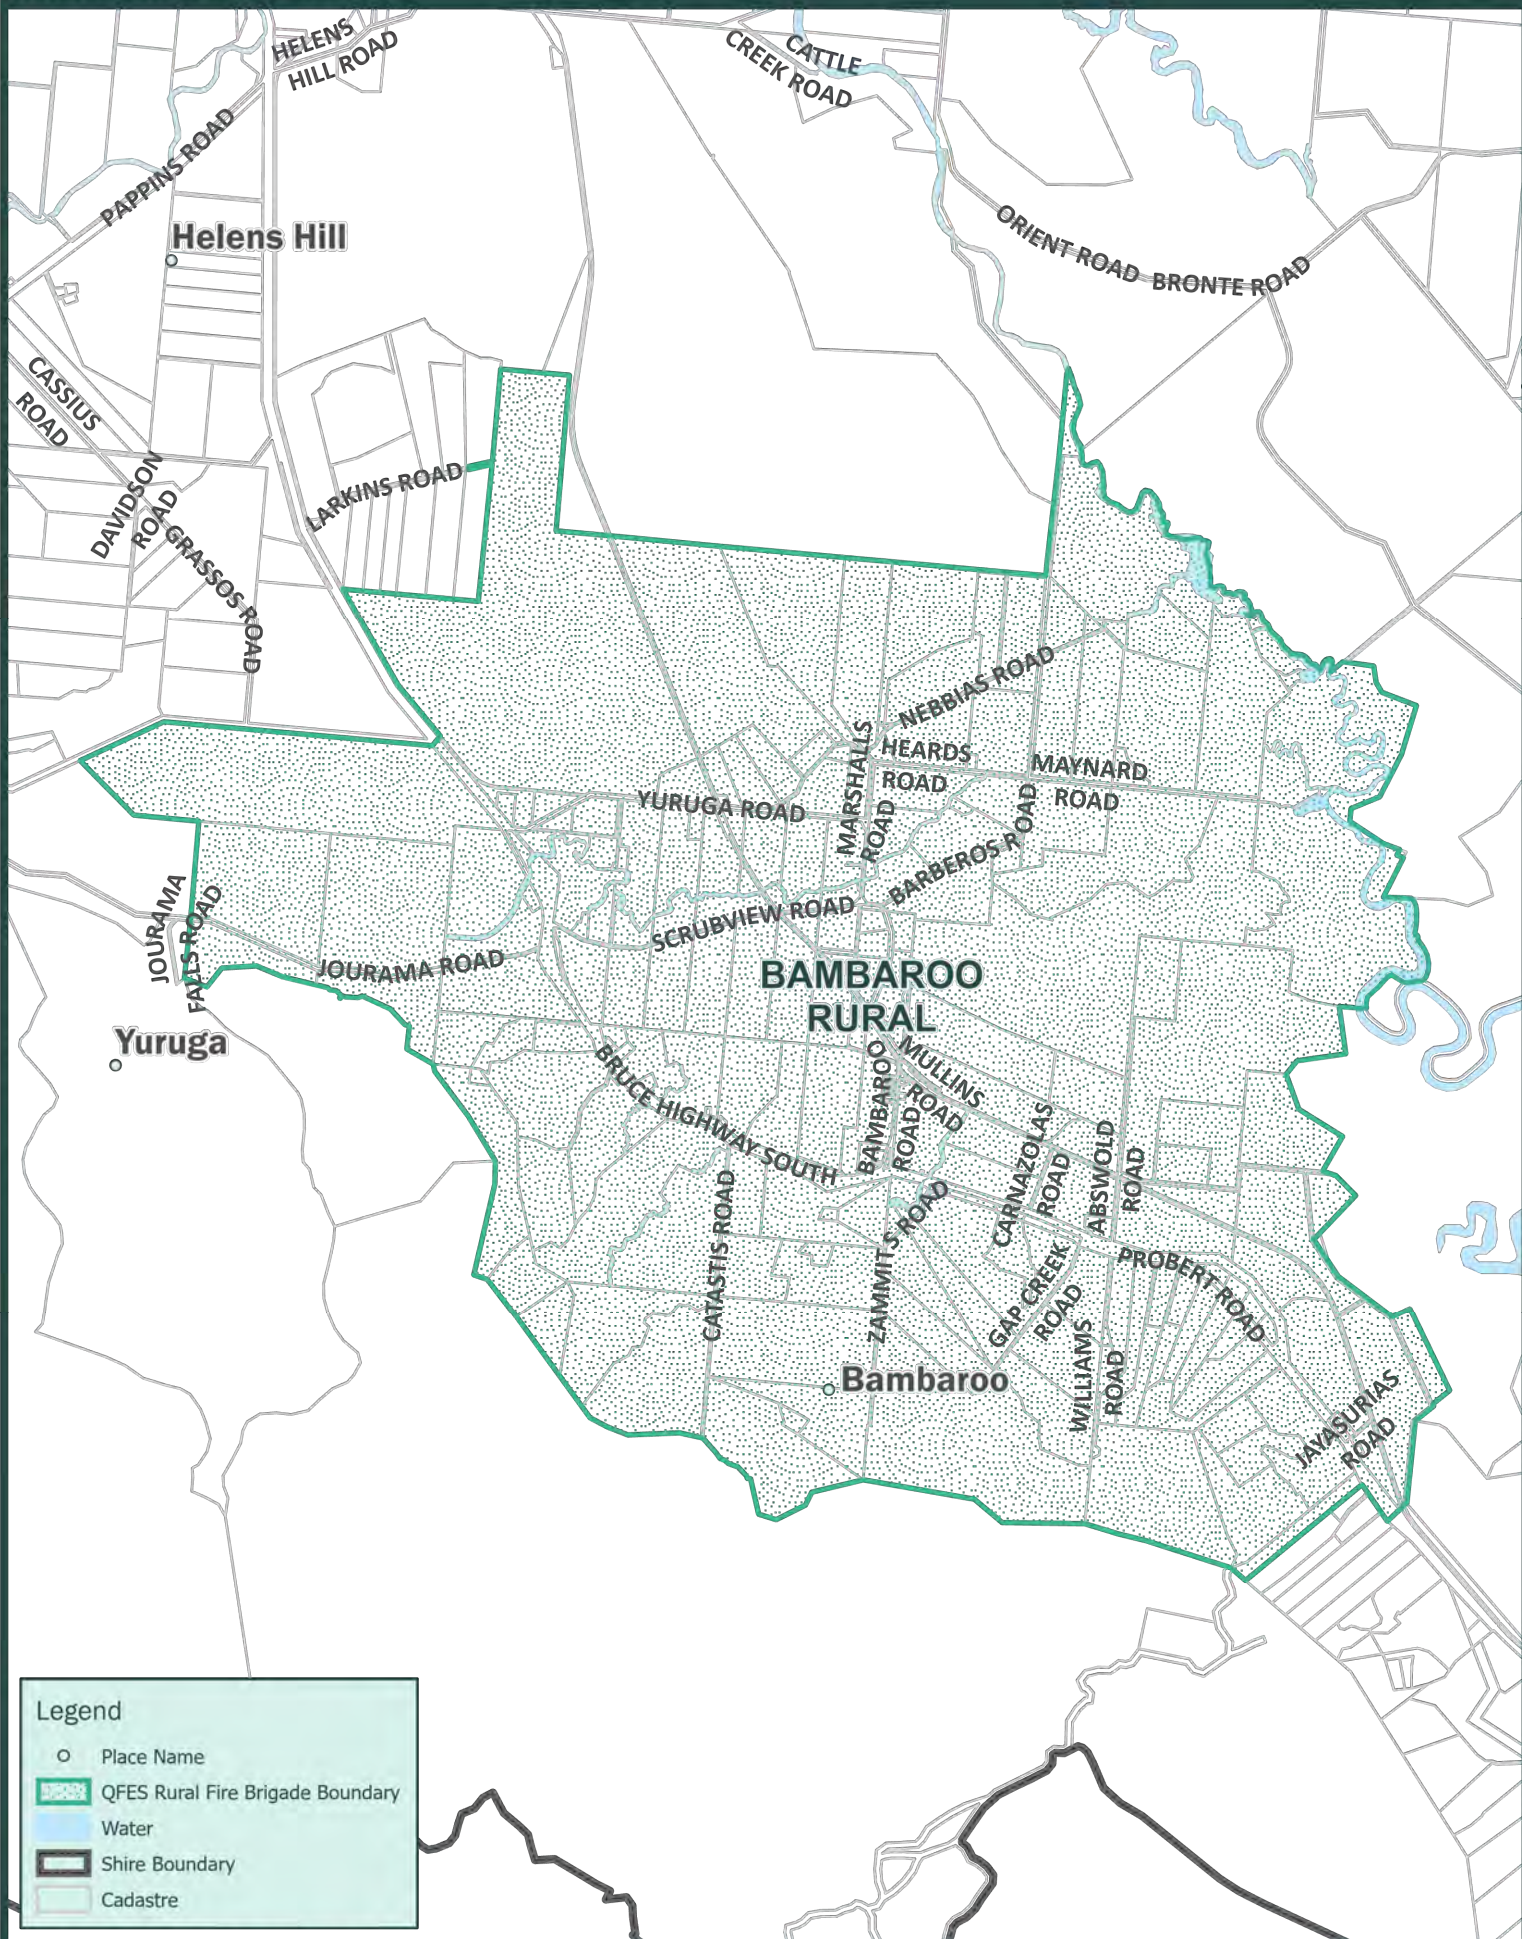 HELENS
HILL ROAD
CATTLE
CREEK ROAD
PAPPINS ROAD
Helens Hill
ORIENT ROAD
BRONTE ROAD
CASSIUS
ROAD
LARKINS ROAD
DAVIDSON
ROAD
GRASSOS ROAD
NEBBIAS ROAD
HEARDS
ROAD
MAYNARD
ROAD
YURUGA ROAD
MARSHALLS
ROAD
BARBEROS ROAD
SCRUBVIEW ROAD
JOURAMA
FALLS ROAD
JOURAMA ROAD
BAMBAROO
RURAL
Yuruga
BRUCE HIGHWAY SOUTH
BAMBAROO
ROAD
MULLINS
ROAD
CARNAZOLAS
ROAD
ABSWOLD
ROAD
CATASTIS ROAD
ZAMMITS ROAD
GAP CREEK
ROAD
PROBERT ROAD
WILLIAMS
ROAD
Bambaroo
JAYASURIAS
ROAD
Legend
Place Name
QFES Rural Fire Brigade Boundary
Water
Shire Boundary
Cadastre